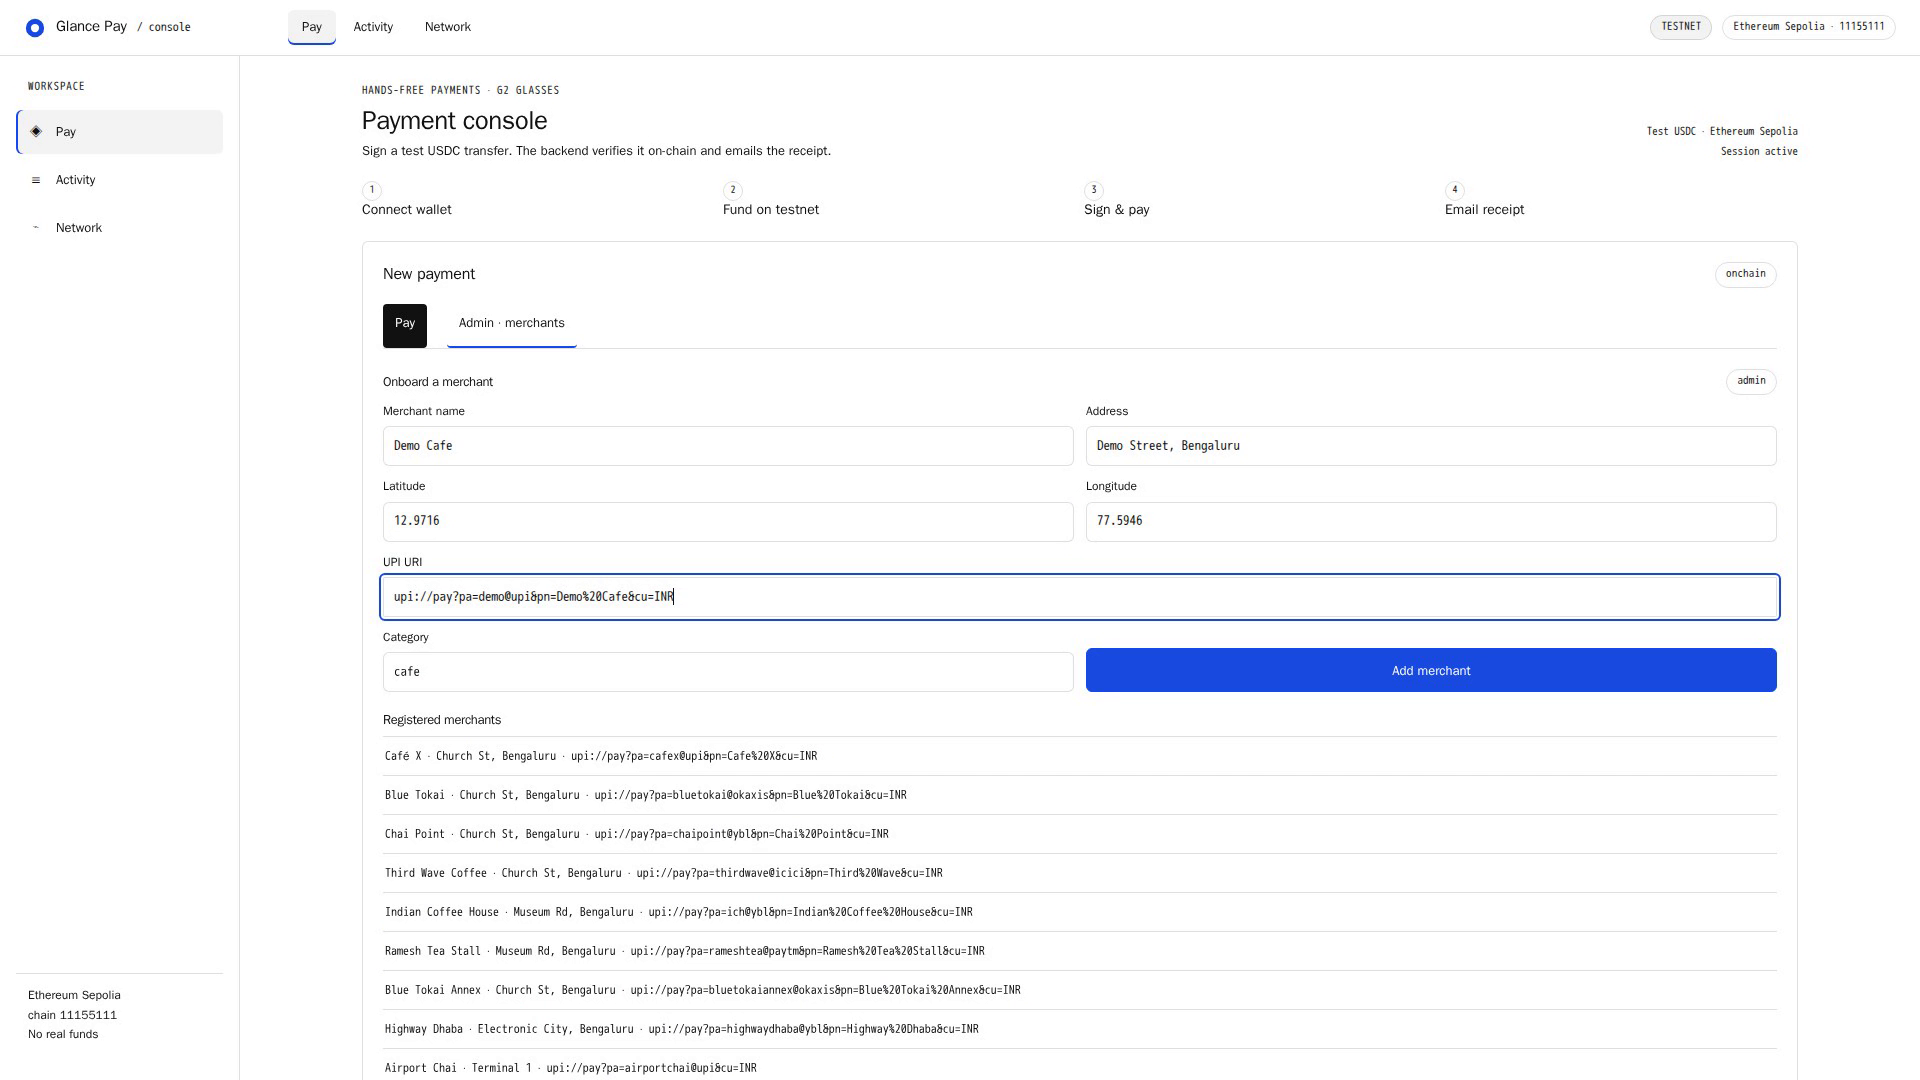 Glance Pay / console
Pay
Activity
Network
TESTNET
Ethereum Sepolia · 11155111
WORKSPACE
Pay
Activity
Network
HANDS-FREE PAYMENTS · G2 GLASSES
Payment console
Sign a test USDC transfer. The backend verifies it on-chain and emails the receipt.
Test USDC · Ethereum Sepolia
Session active
1
Connect wallet
2
Fund on testnet
3
Sign & pay
4
Email receipt
New payment
onchain
Pay
Admin · merchants
Onboard a merchant
admin
Merchant name
Demo Cafe
Address
Demo Street, Bengaluru
Latitude
12.9716
Longitude
77.5946
UPI URI
upi://pay?pa=demo@upi&pn=Demo%20Cafe&cu=INR
Category
cafe
Add merchant
Registered merchants
Café X · Church St, Bengaluru · upi://pay?pa=cafex@upi&pn=Cafe%20X&cu=INR
Blue Tokai · Church St, Bengaluru · upi://pay?pa=bluetokai@okaxis&pn=Blue%20Tokai&cu=INR
Chai Point · Church St, Bengaluru · upi://pay?pa=chaipoint@ybl&pn=Chai%20Point&cu=INR
Third Wave Coffee · Church St, Bengaluru · upi://pay?pa=thirdwave@icici&pn=Third%20Wave&cu=INR
Indian Coffee House · Museum Rd, Bengaluru · upi://pay?pa=ich@ybl&pn=Indian%20Coffee%20House&cu=INR
Ramesh Tea Stall · Museum Rd, Bengaluru · upi://pay?pa=rameshtea@paytm&pn=Ramesh%20Tea%20Stall&cu=INR
Blue Tokai Annex · Church St, Bengaluru · upi://pay?pa=bluetokaiannex@okaxis&pn=Blue%20Tokai%20Annex&cu=INR
Highway Dhaba · Electronic City, Bengaluru · upi://pay?pa=highwaydhaba@ybl&pn=Highway%20Dhaba&cu=INR
Airport Chai · Terminal 1 · upi://pay?pa=airportchai@upi&cu=INR
Ethereum Sepolia
chain 11155111
No real funds